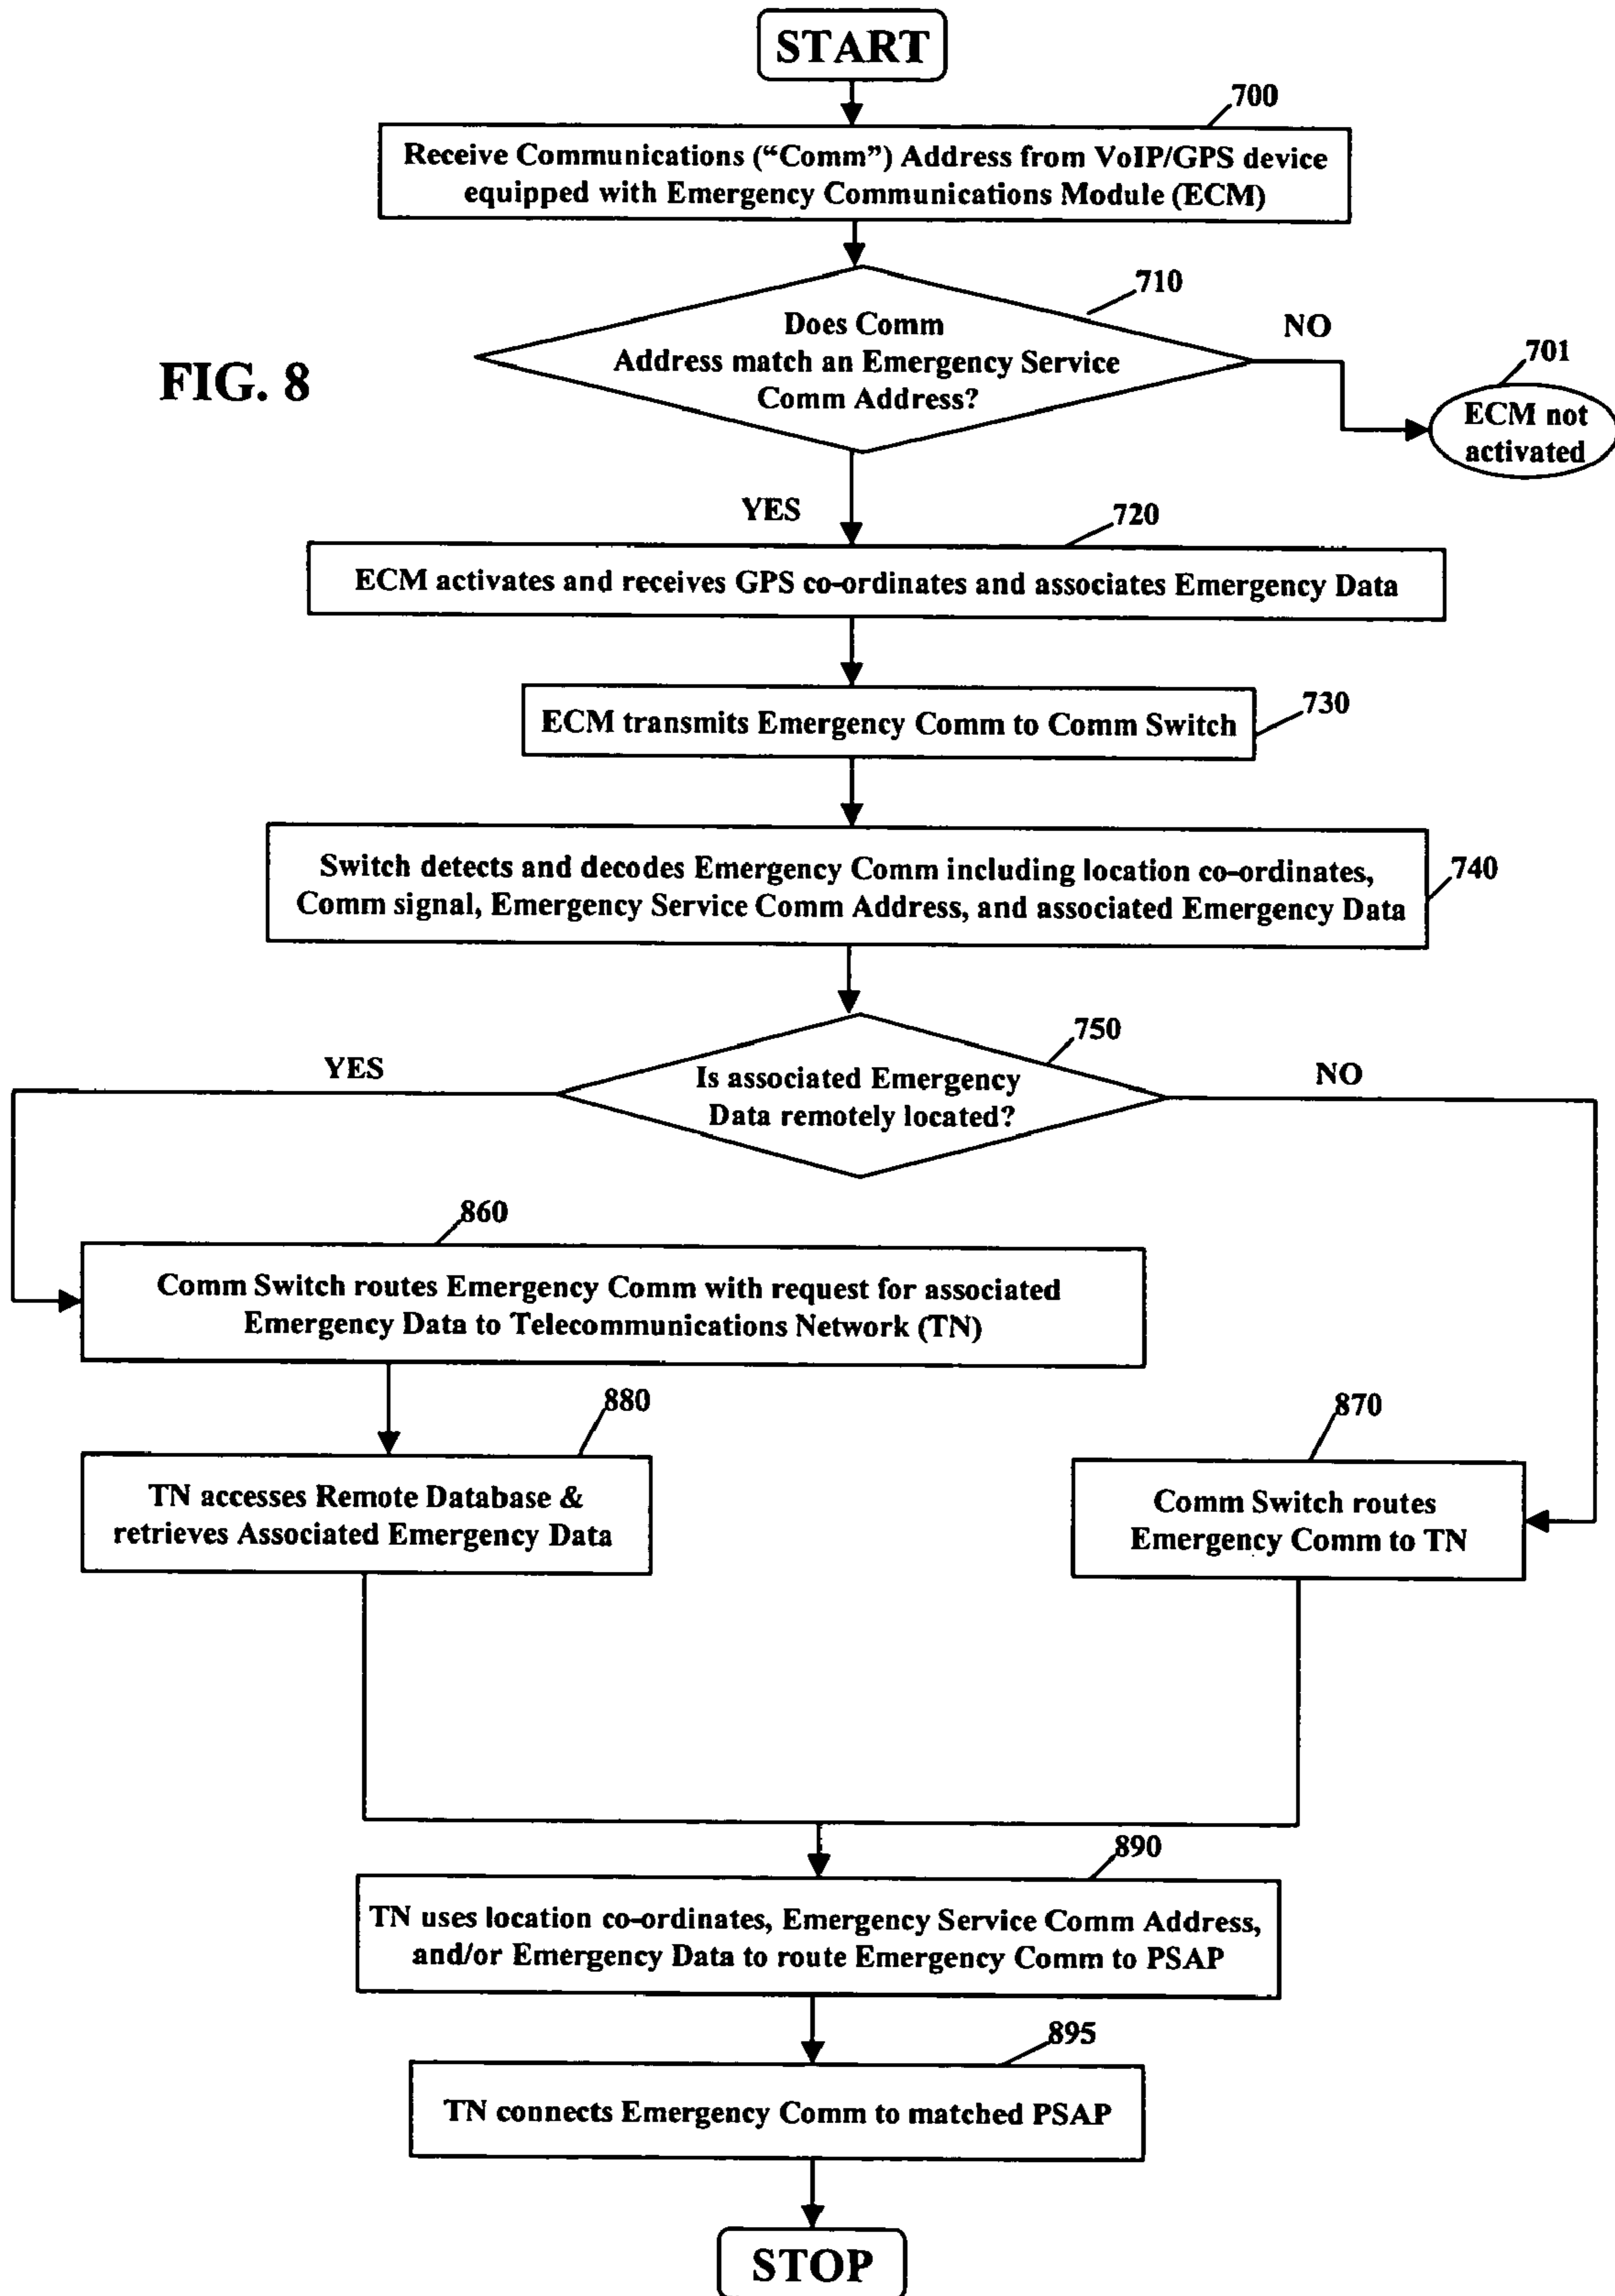 START
700
Receive Communications (“Comm”) Address from VoIP/GPS device
equipped with Emergency Communications Module (ECM)
710
Does Comm
Address match an Emergency Service
Comm Address?
NO
701
ECM not
activated
FIG. 8
YES
720
ECM activates and receives GPS co-ordinates and associates Emergency Data
730
ECM transmits Emergency Comm to Comm Switch
740
Switch detects and decodes Emergency Comm including location co-ordinates,
Comm signal, Emergency Service Comm Address, and associated Emergency Data
750
YES
Is associated Emergency
Data remotely located?
NO
860
Comm Switch routes Emergency Comm with request for associated
Emergency Data to Telecommunications Network (TN)
880
TN accesses Remote Database &
retrieves Associated Emergency Data
870
Comm Switch routes
Emergency Comm to TN
890
TN uses location co-ordinates, Emergency Service Comm Address,
and/or Emergency Data to route Emergency Comm to PSAP
895
TN connects Emergency Comm to matched PSAP
STOP